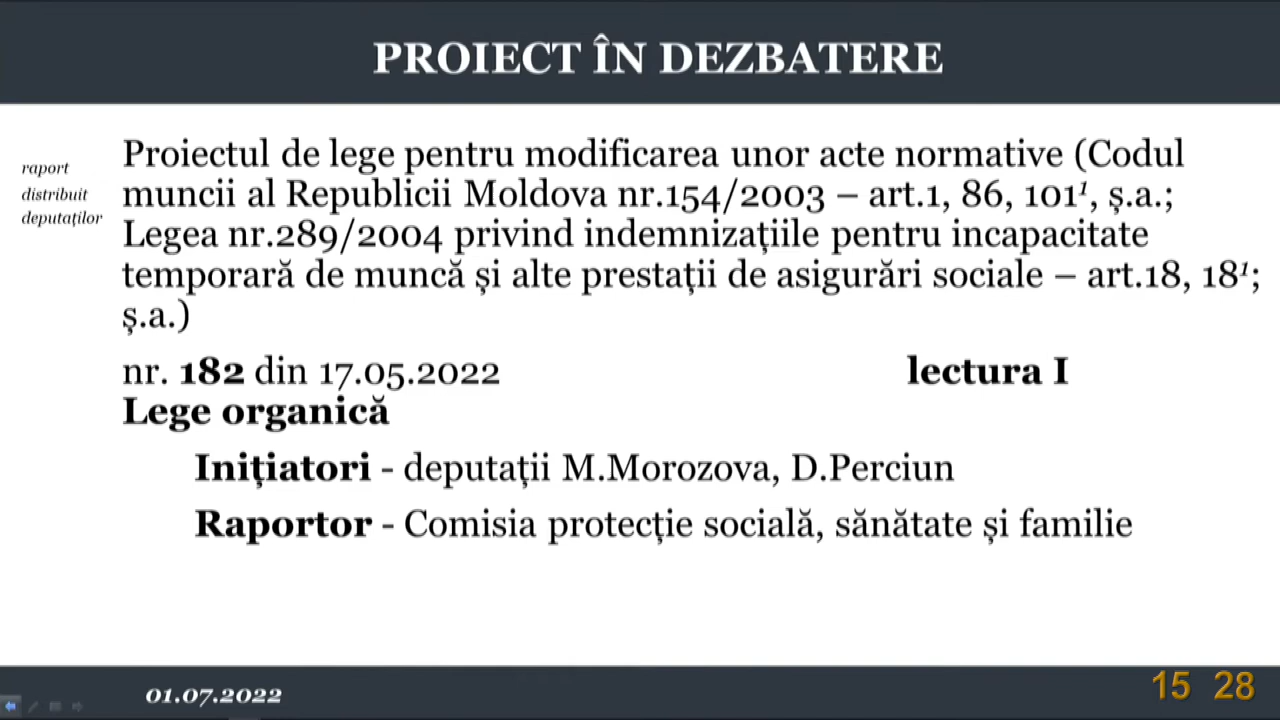 PROIECT ÎN DEZBATERE
raport
distribuit
deputaților
Proiectul de lege pentru modificarea unor acte normative (Codul
muncii al Republicii Moldova nr.154/2003 – art.1, 86, 101¹, ș.a.;
Legea nr.289/2004 privind indemnizațiile pentru incapacitate
temporară de muncă și alte prestații de asigurări sociale – art.18, 18¹;
ș.a.)
nr. 182 din 17.05.2022 lectura I
Lege organică
Inițiatori - deputații M.Morozova, D.Perciun
Raportor - Comisia protecție socială, sănătate și familie
01.07.2022
15 28